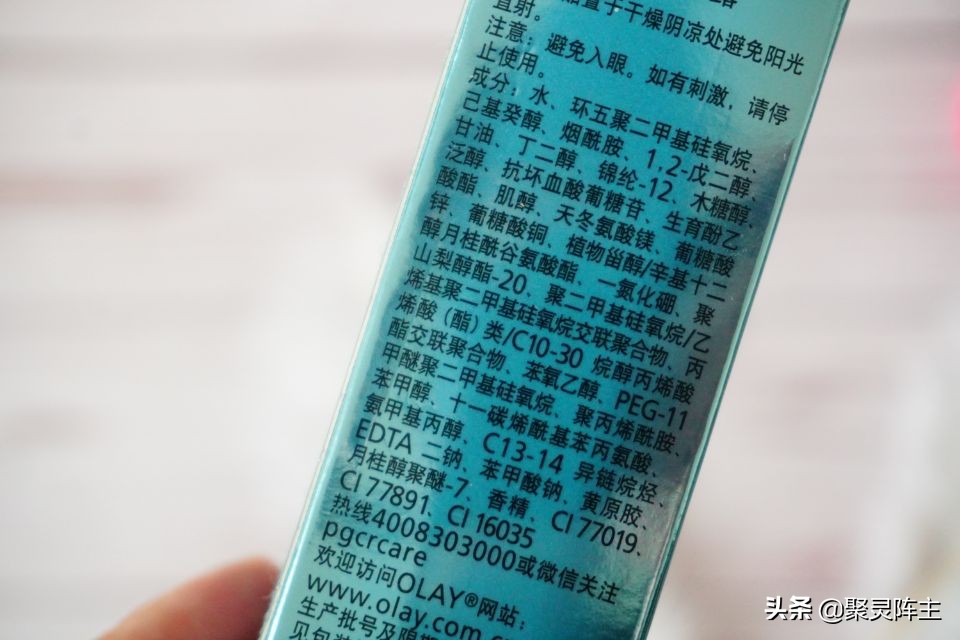 置于干燥阴凉处避免阳光
直射。
注意：避免入眼。如有刺激，请停
止使用。
成分：水、环五聚二甲基硅氧烷、
己基癸醇、烟酰胺、1,2-戊二醇、
甘油、丁二醇、锦纶-12、木糖醇、
泛醇、抗坏血酸葡糖苷、生育酚乙
酸酯、肌醇、天冬氨酸镁、葡糖酸
锌、葡糖酸铜、植物甾醇/辛基十二
醇月桂酰谷氨酸酯、一氮化硼、聚
山梨醇酯-20、聚二甲基硅氧烷/乙
烯基聚二甲基硅氧烷交联聚合物、丙
烯酸（酯）类/C10-30 烷醇丙烯酸
酯交联聚合物、苯氧乙醇、PEG-11
甲醚聚二甲基硅氧烷、聚丙烯酰胺、
苯甲醇、十一碳烯酰基苯丙氨酸、
氨甲基丙醇、C13-14 异链烷烃、
EDTA 二钠、苯甲酸钠、黄原胶、
月桂醇聚醚-7、香精、CI 77019、
CI 77891、CI 16035
热线4008303000或微信关注
pgcrcare
欢迎访问OLAY®网站：
www.olay.com.c
生产批号及限期
见包装
头条 @聚灵阵主